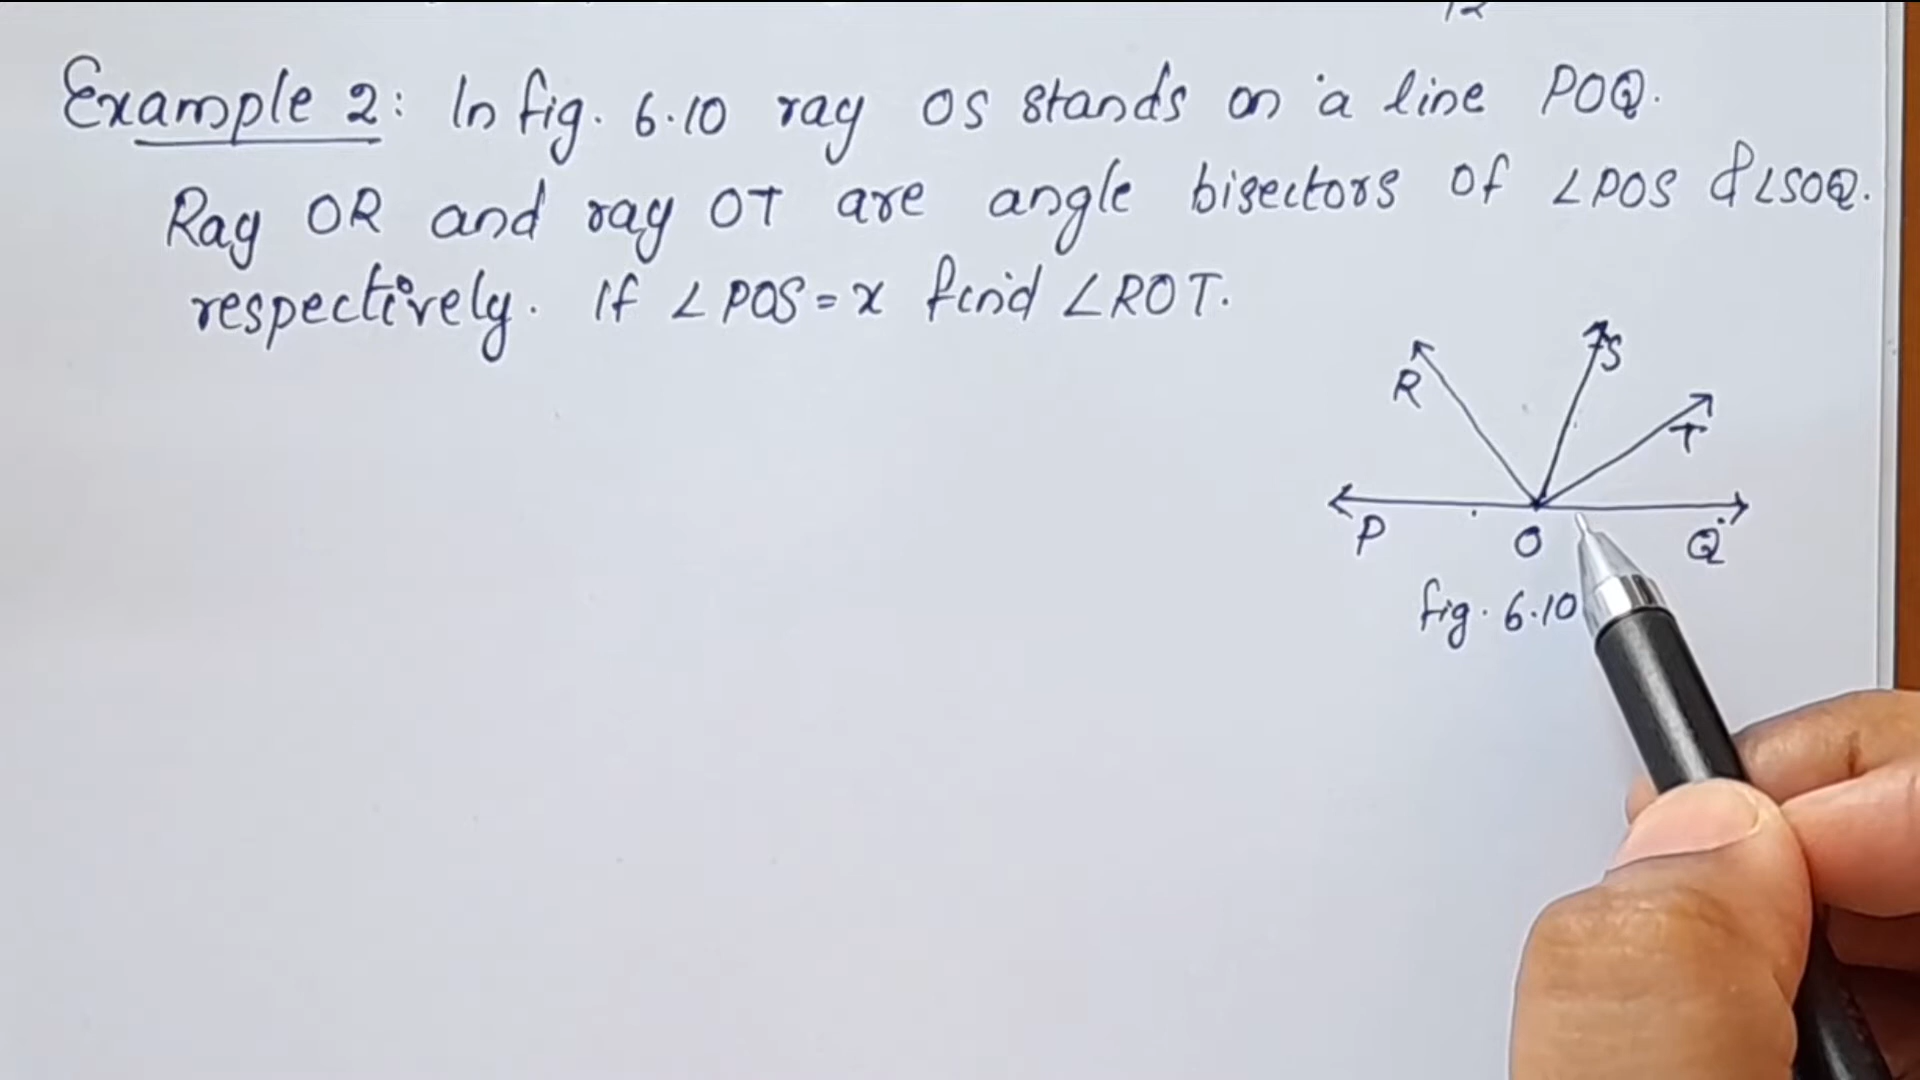 Example 2: In fig. 6.10 ray OS stands on a line POQ.
Ray OR and ray OT are angle bisectors of ∠POS & ∠SOQ.
respectively. If ∠POS = x find ∠ROT.
S
R
T
P O Q
fig. 6.10